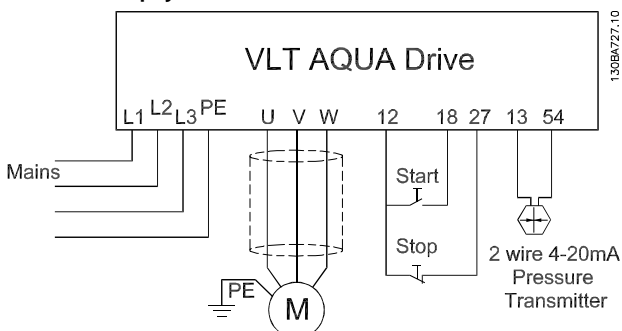 VLT AQUA Drive
130BA727.10
L1 L2 L3 PE U V W 12 18 27 13 54
Mains
Start
Stop
PE
M
2 wire 4-20mA
Pressure
Transmitter